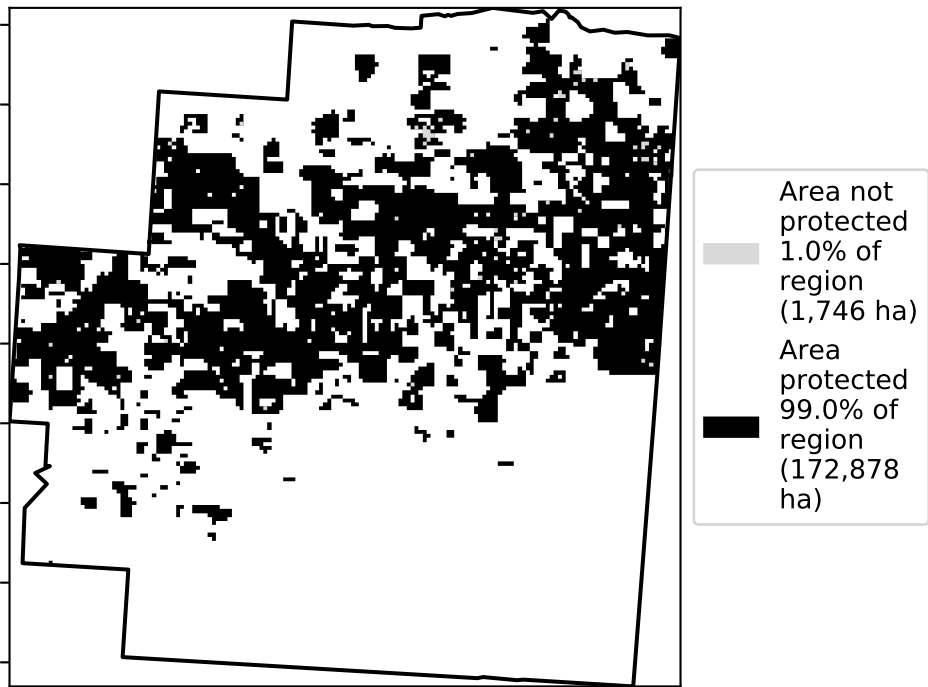 Area not
protected
1.0% of
region
(1,746 ha)
Area
protected
99.0% of
region
(172,878
ha)